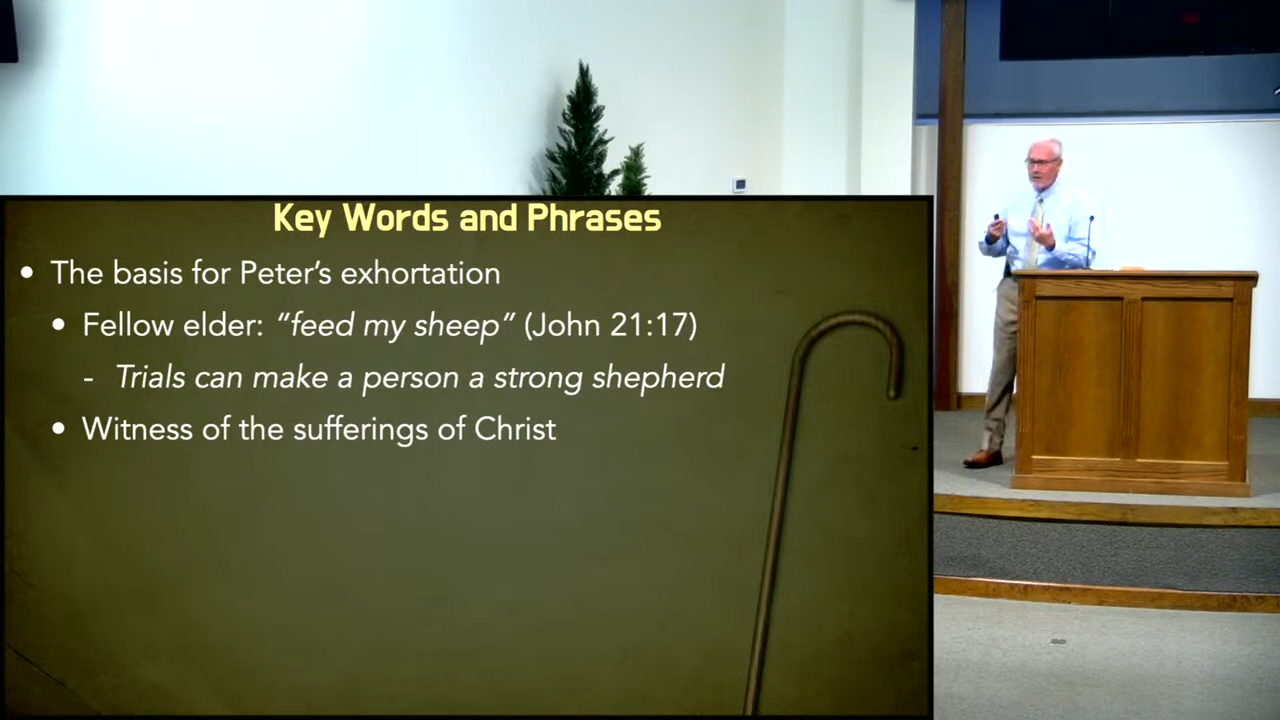 Key Words and Phrases
• The basis for Peter’s exhortation
• Fellow elder: “feed my sheep” (John 21:17)
- Trials can make a person a strong shepherd
• Witness of the sufferings of Christ